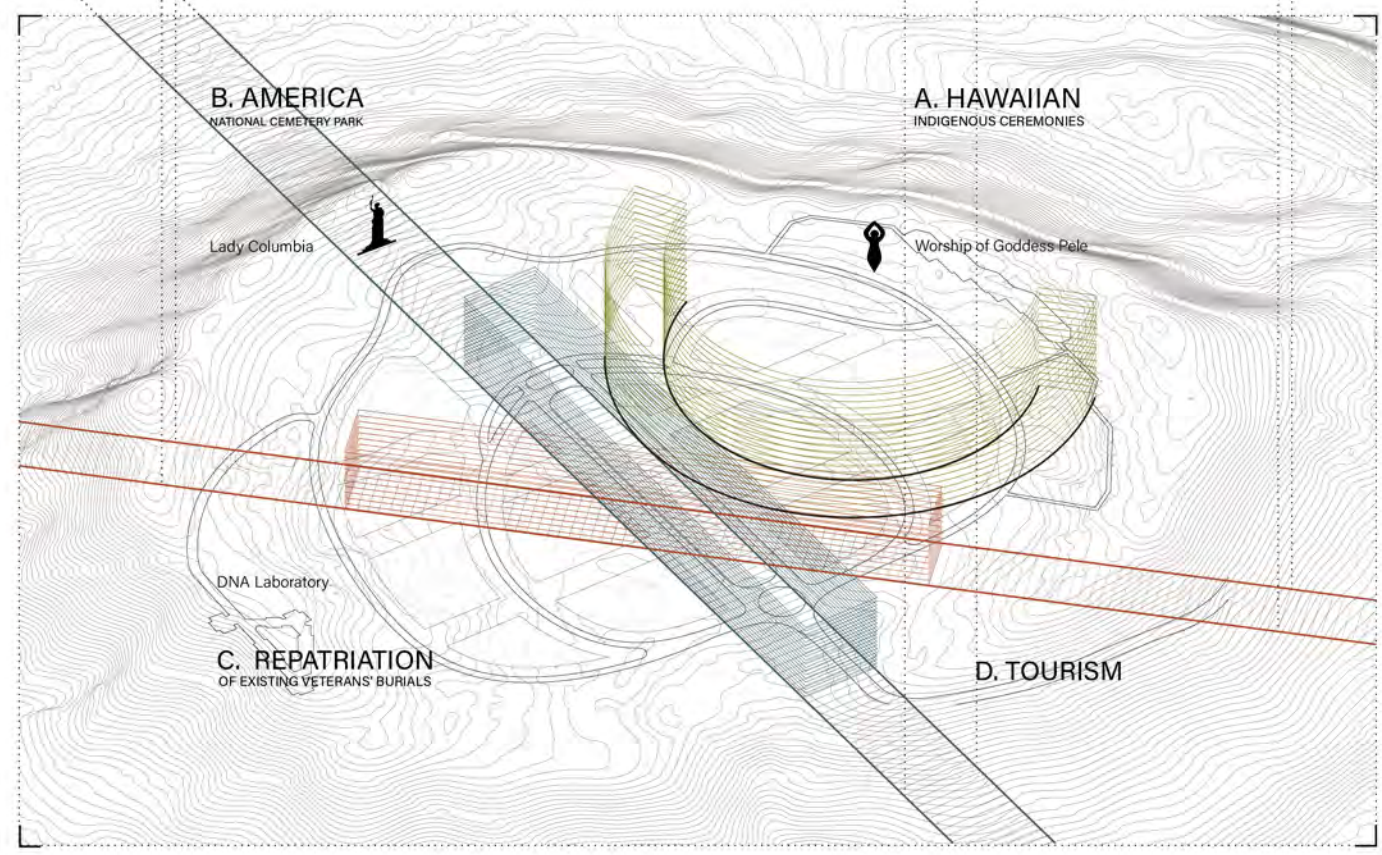 B. AMERICA
NATIONAL CEMETERY PARK
A. HAWAIIAN
INDIGENOUS CEREMONIES
Lady Columbia
Worship of Goddess Pele
DNA Laboratory
C. REPATRIATION
OF EXISTING VETERANS' BURIALS
D. TOURISM